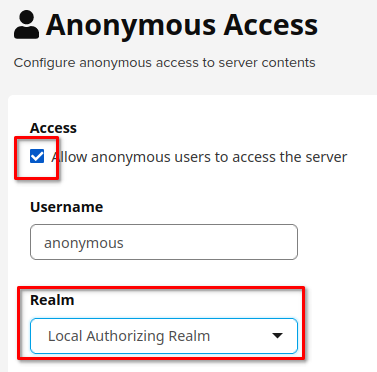 Anonymous Access
Configure anonymous access to server contents
Access
Allow anonymous users to access the server
Username
anonymous
Realm
Local Authorizing Realm